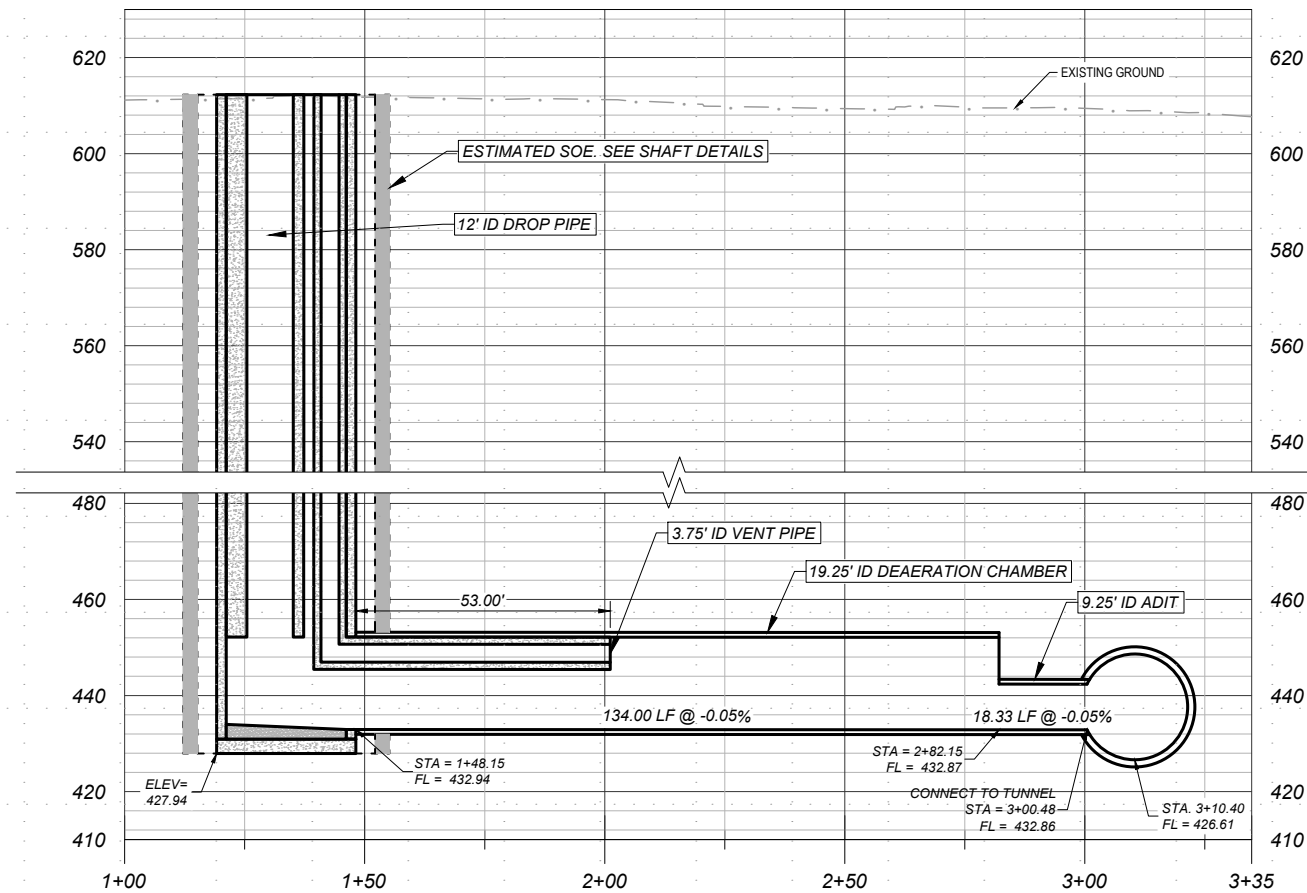 620 620
EXISTING GROUND
600 600
ESTIMATED SOE. SEE SHAFT DETAILS
12' ID DROP PIPE
580 580
560 560
540 540
480 480
3.75' ID VENT PIPE
19.25' ID DEAERATION CHAMBER
460 460
53.00'
9.25' ID ADIT
440 440
134.00 LF @ -0.05%
18.33 LF @ -0.05%
STA = 1+48.15
FL = 432.94
STA = 2+82.15
FL = 432.87
ELEV=
427.94
420 420
CONNECT TO TUNNEL
STA = 3+00.48
FL = 432.86
STA. 3+10.40
FL = 426.61
410 410
1+00 1+50 2+00 2+50 3+00 3+35